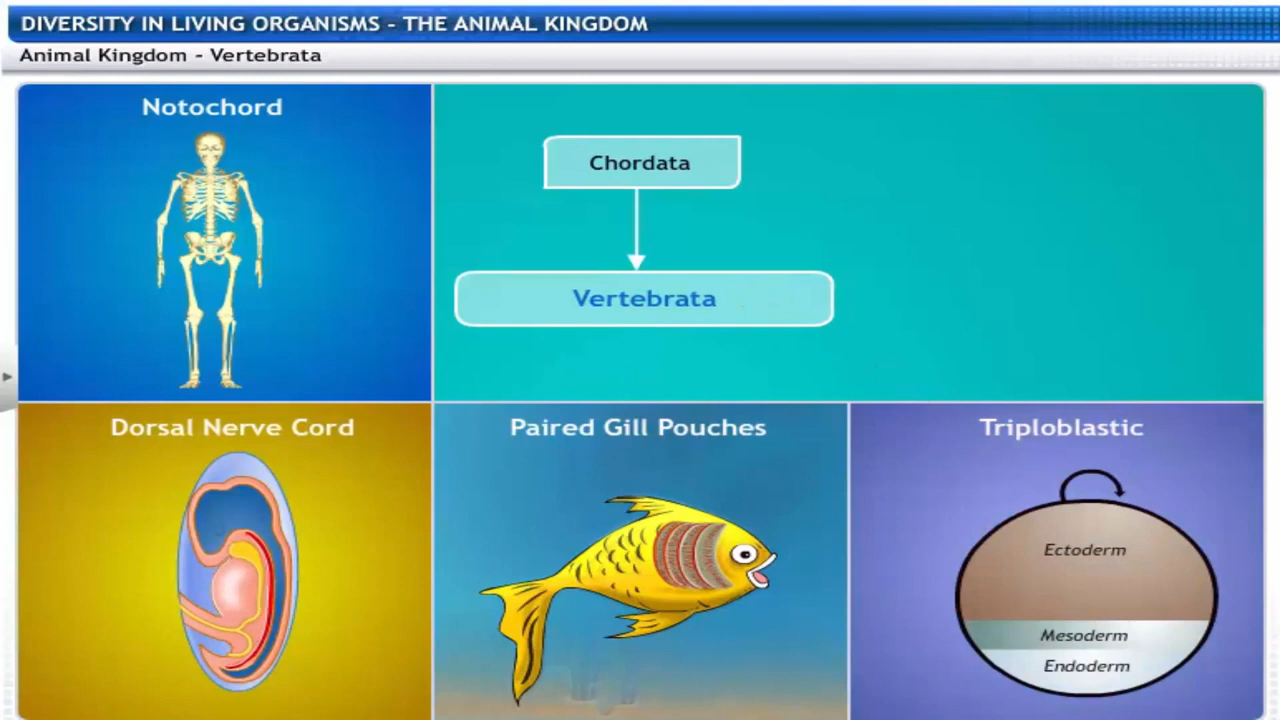 DIVERSITY IN LIVING ORGANISMS - THE ANIMAL KINGDOM
Animal Kingdom - Vertebrata
Notochord
Chordata
Vertebrata
Dorsal Nerve Cord
Paired Gill Pouches
Triploblastic
Ectoderm
Mesoderm
Endoderm